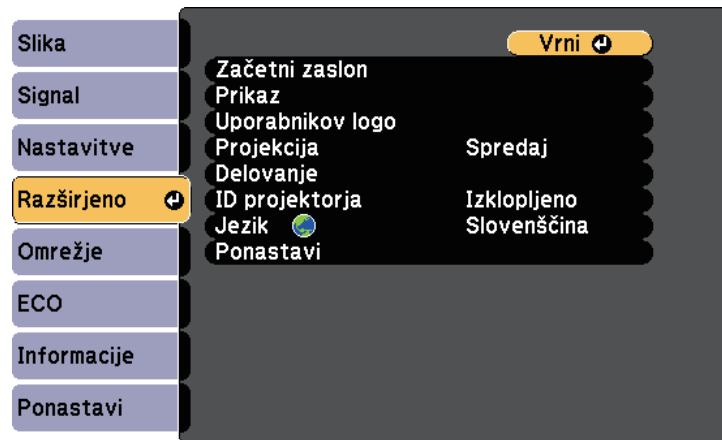 Slika
Signal
Nastavitve
Razširjeno
Omrežje
ECO
Informacije
Ponastavi
Vrni
Začetni zaslon
Prikaz
Uporabnikov logo
Projekcija Spredaj
Delovanje
ID projektorja Izklopljeno
Jezik Slovenščina
Ponastavi